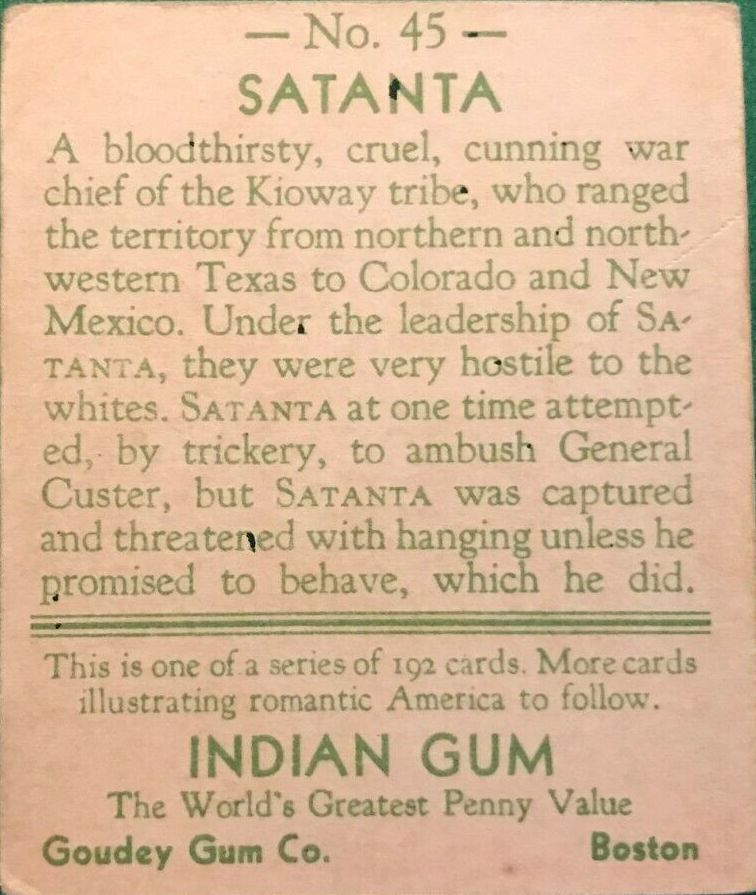 — No. 45 —
SATANTA
A bloodthirsty, cruel, cunning war
chief of the Kioway tribe, who ranged
the territory from northern and north-
western Texas to Colorado and New
Mexico. Under the leadership of SA-
TANTA, they were very hostile to the
whites. SATANTA at one time attempt-
ed, by trickery, to ambush General
Custer, but SATANTA was captured
and threatened with hanging unless he
promised to behave, which he did.
This is one of a series of 192 cards. More cards
illustrating romantic America to follow.
INDIAN GUM
The World's Greatest Penny Value
Goudey Gum Co. Boston